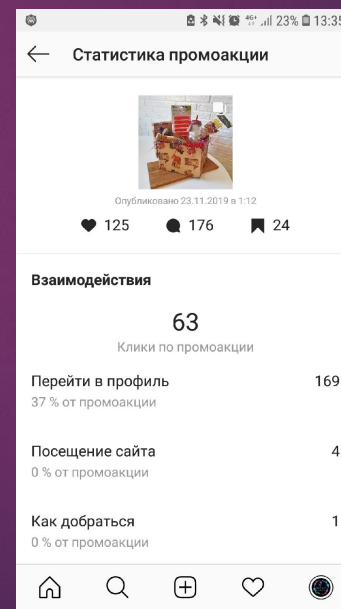 46+ 23% 13:35
Статистика промоакции
Опубликовано 23.11.2019 в 1:12
125 176 24
Взаимодействия
63
Клики по промоакции
Перейти в профиль 169
37 % от промоакции
Посещение сайта 4
0 % от промоакции
Как добраться 1
0 % от промоакции